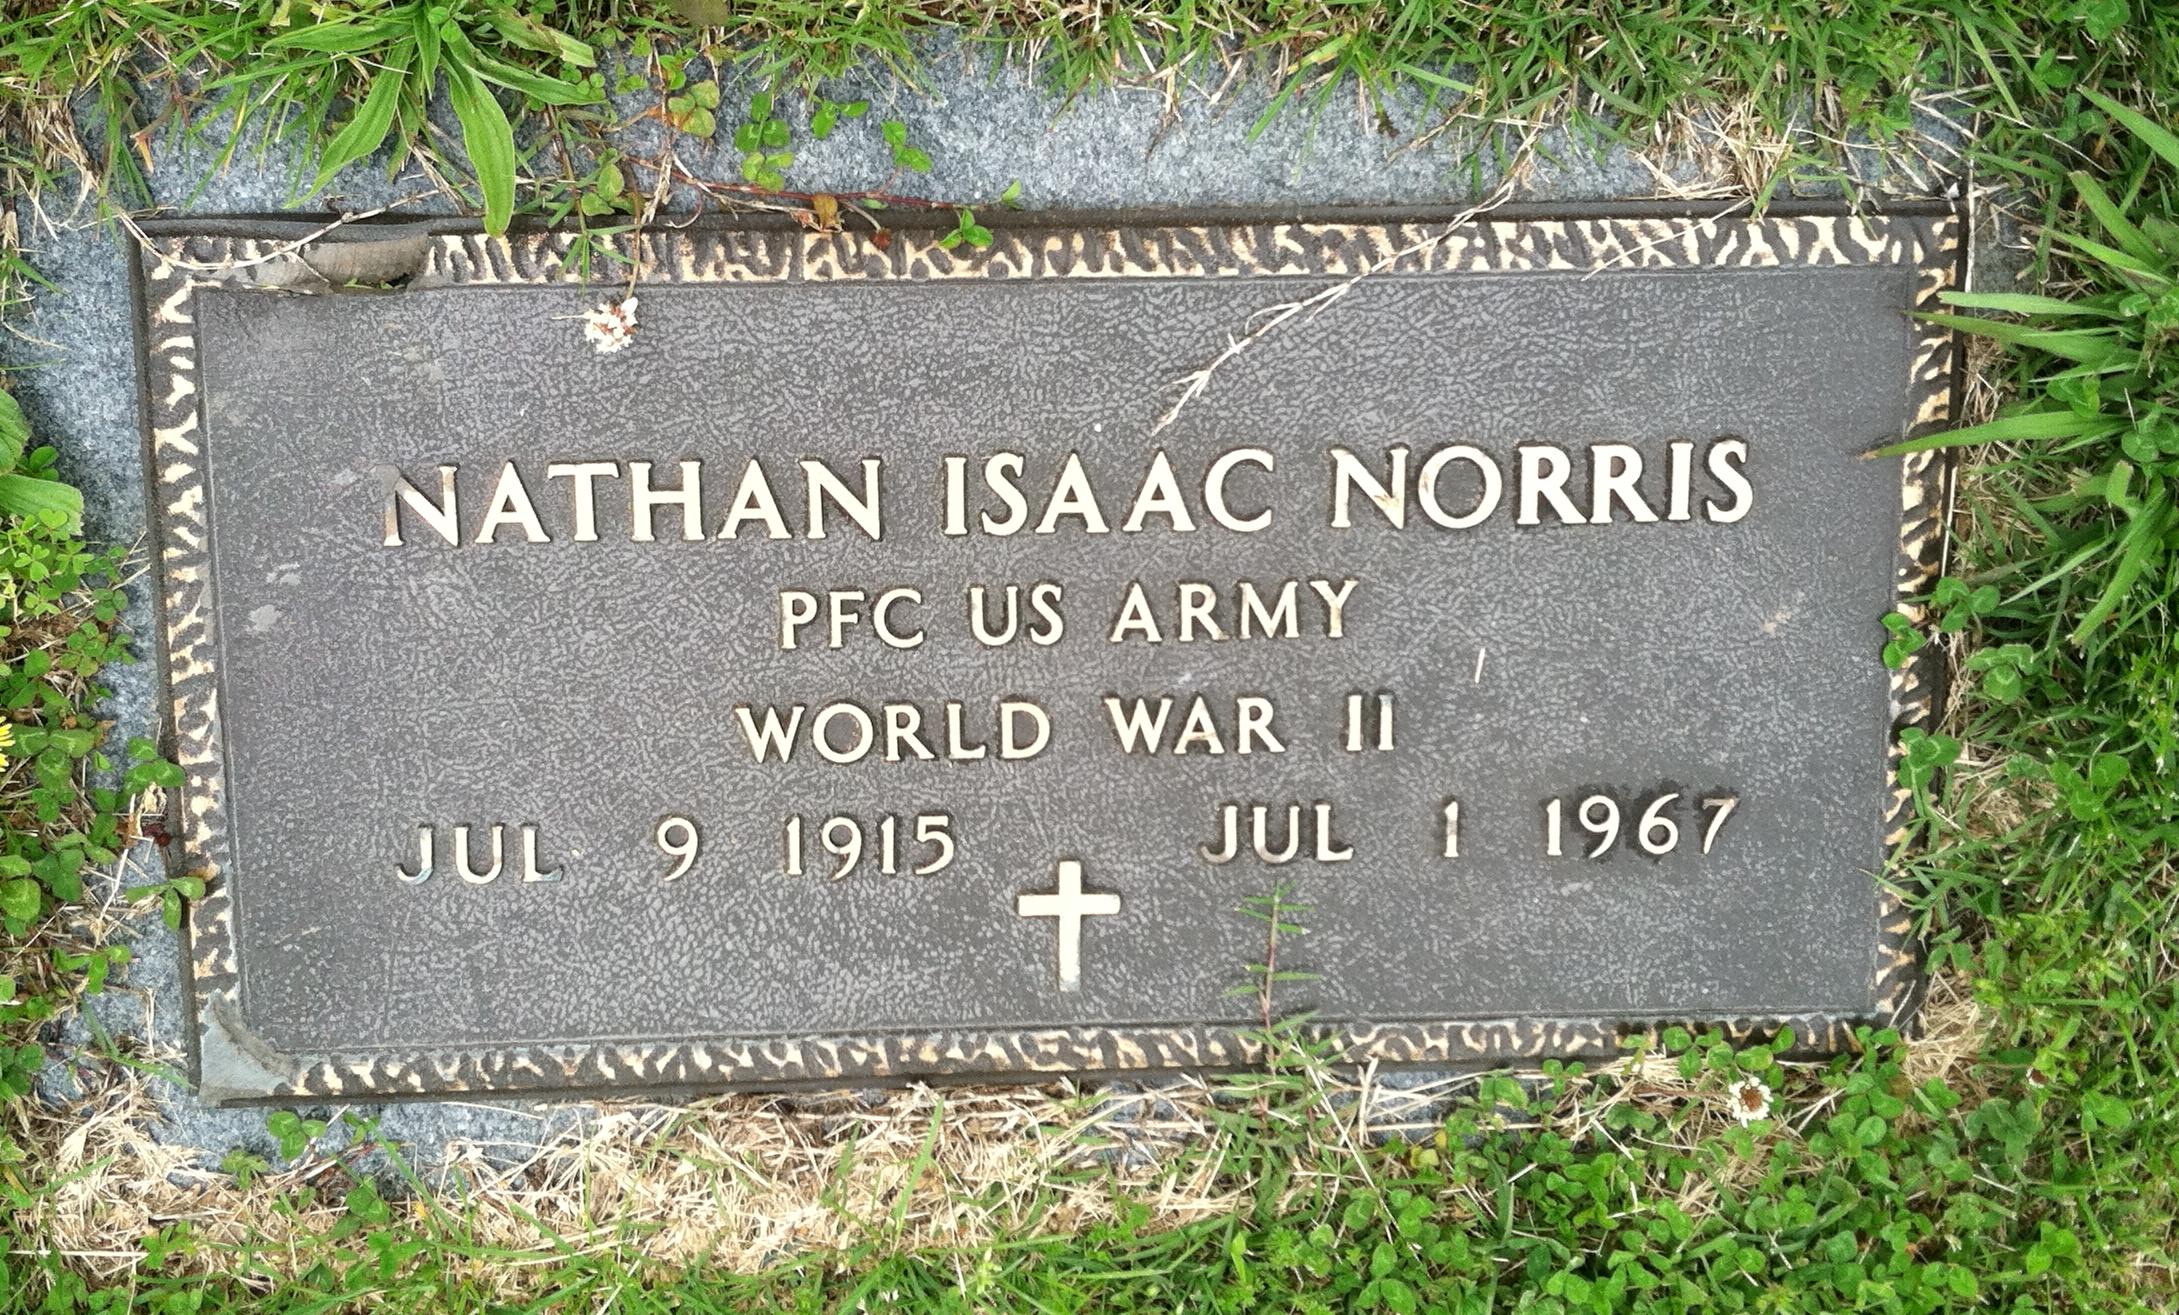 NATHAN ISAAC NORRIS
PFC US ARMY
WORLD WAR II
JUL 9 1915 JUL 1 1967